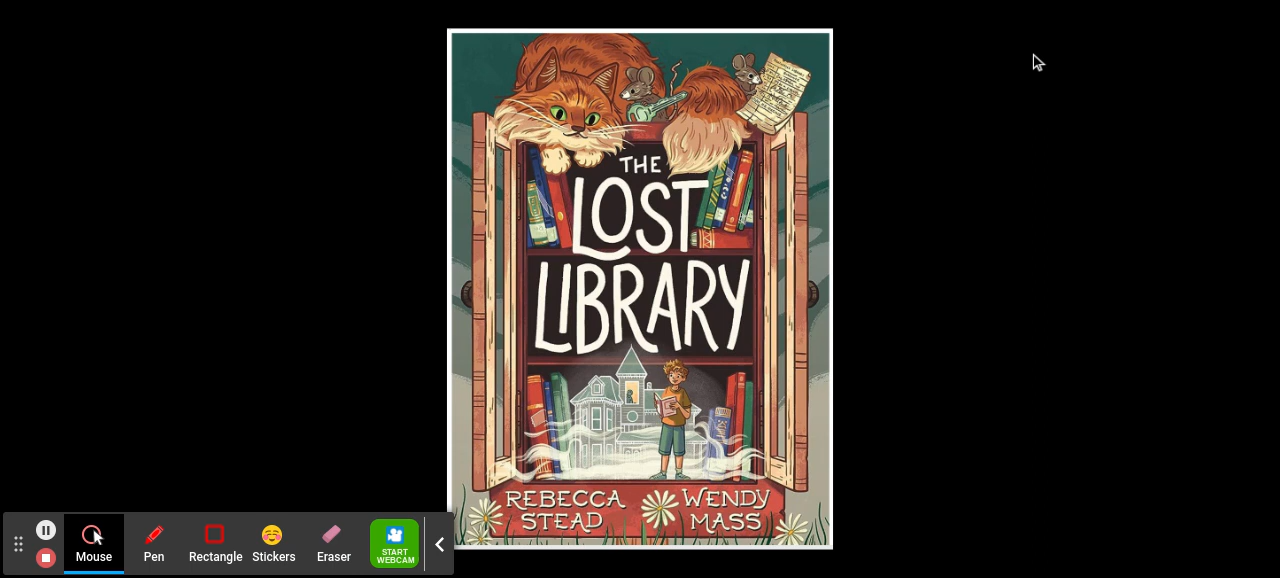 THE
LOST
LIBRARY
REBECCA
STEAD
WENDY
MASS
Mouse
Pen
Rectangle
Stickers
Eraser
START
WEBCAM